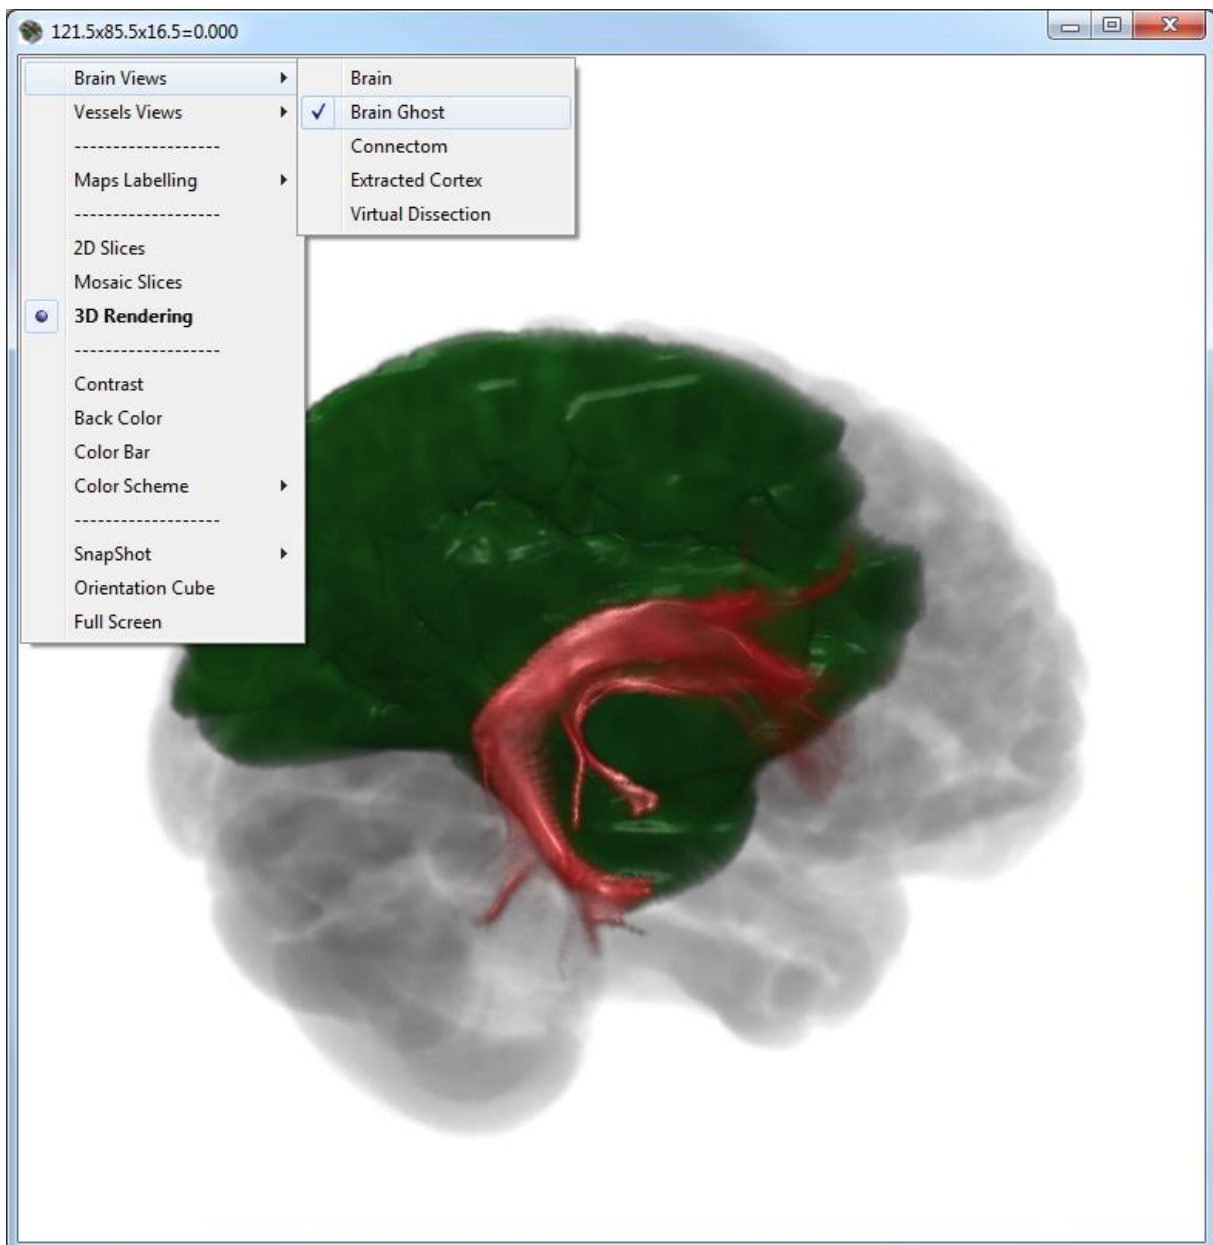 121.5x85.5x16.5=0.000
Brain Views
Vessels Views
-------------------
Maps Labelling
-------------------
2D Slices
Mosaic Slices
3D Rendering
-------------------
Contrast
Back Color
Color Bar
Color Scheme
-------------------
SnapShot
Orientation Cube
Full Screen
Brain
Brain Ghost
Connectom
Extracted Cortex
Virtual Dissection